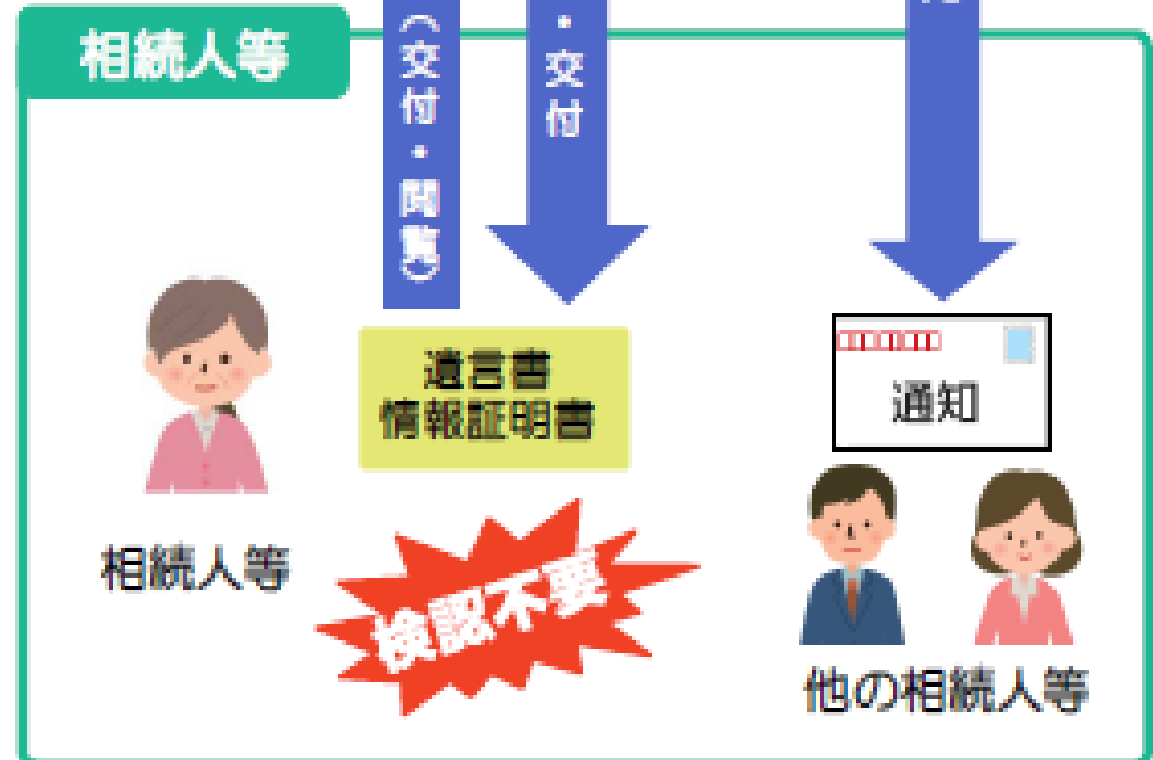 相続人等
（交付・閲覧）
・交付
遺言書
情報証明書
通知
相続人等
検認不要
他の相続人等